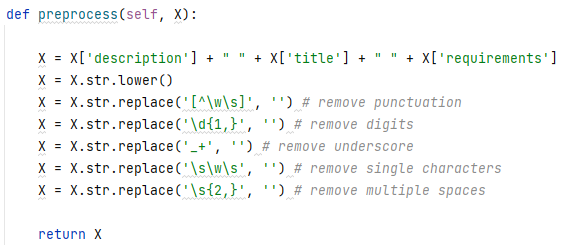 def preprocess(self, X):
X = X['description'] + " " + X['title'] + " " + X['requirements']
X = X.str.lower()
X = X.str.replace('[^\w\s]', '') # remove punctuation
X = X.str.replace('\d{1,}', '') # remove digits
X = X.str.replace('_+', '') # remove underscore
X = X.str.replace('\s\w\s', '') # remove single characters
X = X.str.replace('\s{2,}', '') # remove multiple spaces
return X